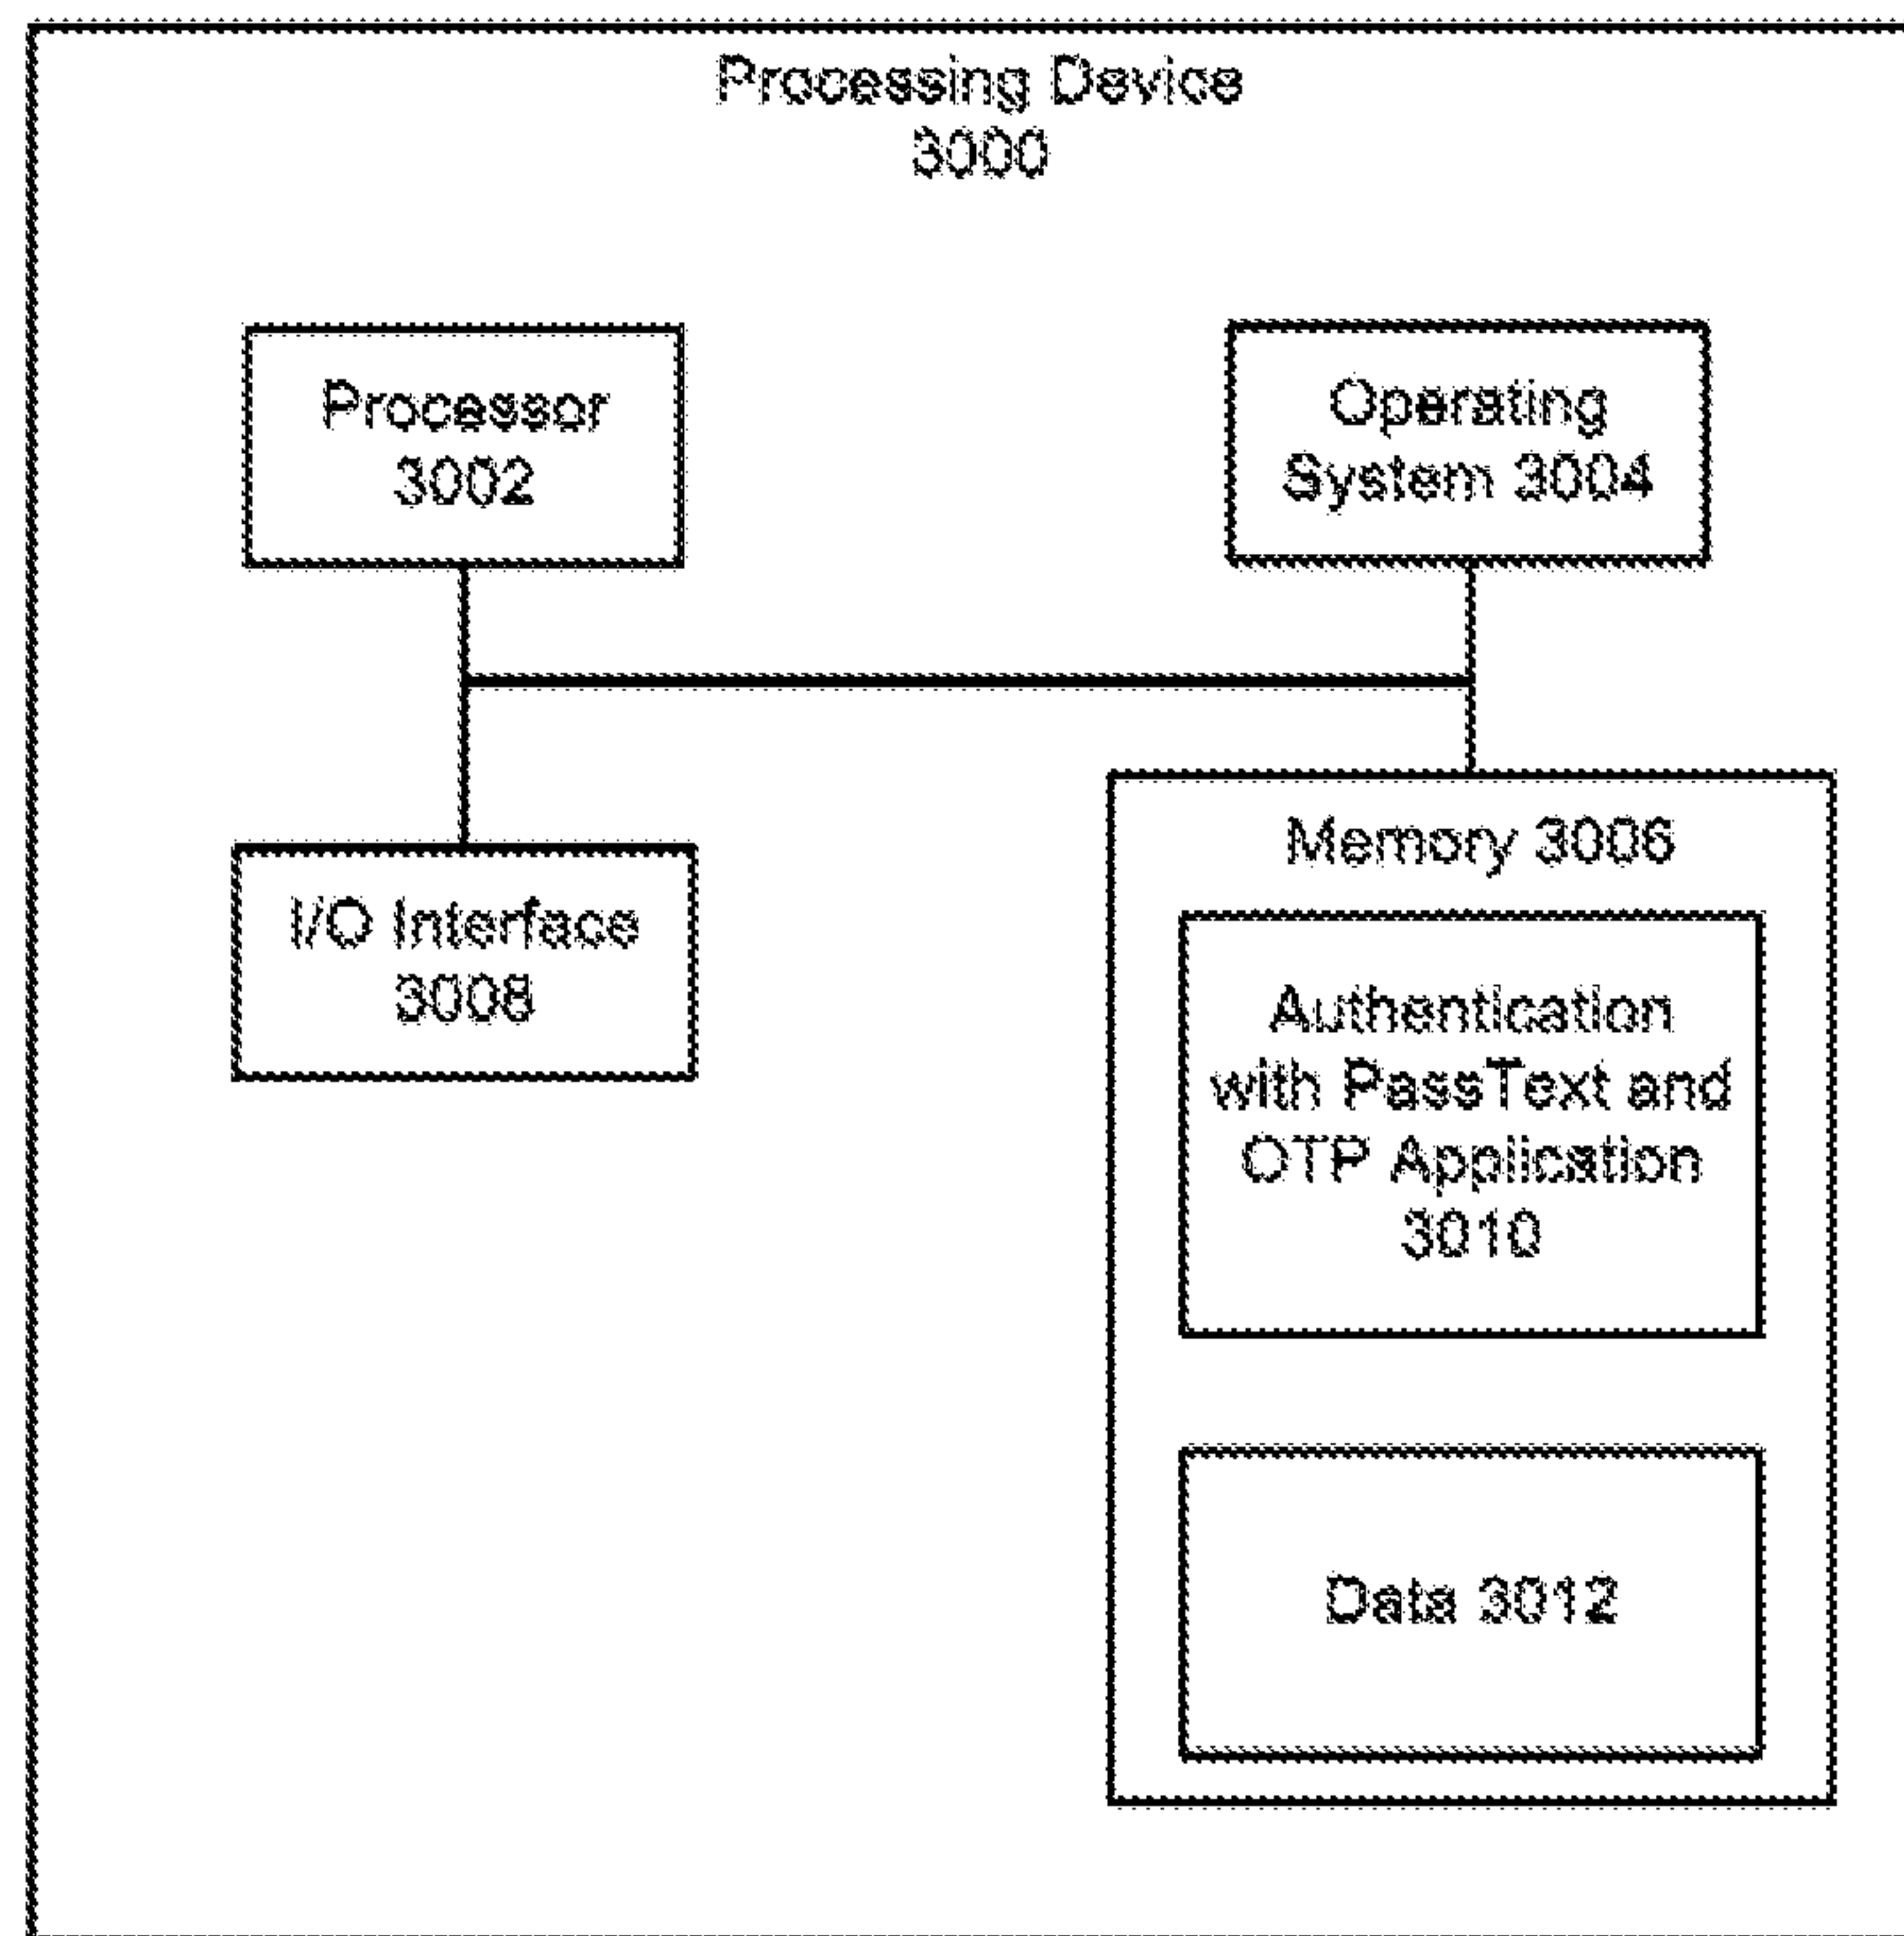 Processing Device
3000
Processor
3002
Operating
System 3004
I/O Interface
3008
Memory 3006
Authentication
with PassText and
OTP Application
3010
Data 3012